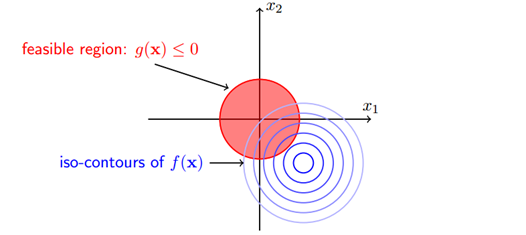 x₂
feasible region: g(𝐱) ≤ 0
x₁
iso-contours of f(𝐱)